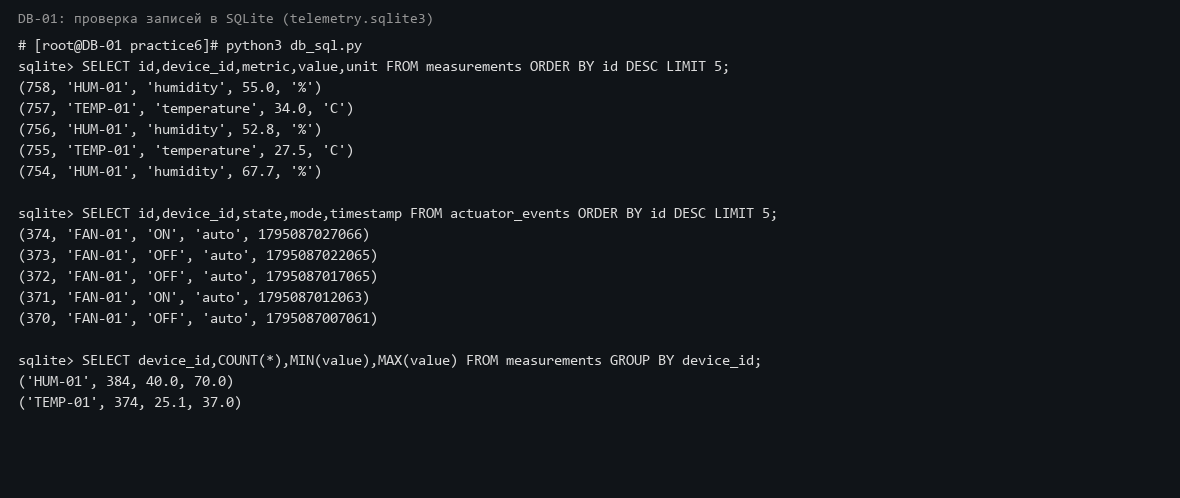 DB-01: проверка записей в SQLite (telemetry.sqlite3)
# [root@DB-01 practice6]# python3 db_sql.py
sqlite> SELECT id,device_id,metric,value,unit FROM measurements ORDER BY id DESC LIMIT 5;
(758, 'HUM-01', 'humidity', 55.0, '%')
(757, 'TEMP-01', 'temperature', 34.0, 'C')
(756, 'HUM-01', 'humidity', 52.8, '%')
(755, 'TEMP-01', 'temperature', 27.5, 'C')
(754, 'HUM-01', 'humidity', 67.7, '%')
sqlite> SELECT id,device_id,state,mode,timestamp FROM actuator_events ORDER BY id DESC LIMIT 5;
(374, 'FAN-01', 'ON', 'auto', 1795087027066)
(373, 'FAN-01', 'OFF', 'auto', 1795087022065)
(372, 'FAN-01', 'OFF', 'auto', 1795087017065)
(371, 'FAN-01', 'ON', 'auto', 1795087012063)
(370, 'FAN-01', 'OFF', 'auto', 1795087007061)
sqlite> SELECT device_id,COUNT(*),MIN(value),MAX(value) FROM measurements GROUP BY device_id;
('HUM-01', 384, 40.0, 70.0)
('TEMP-01', 374, 25.1, 37.0)